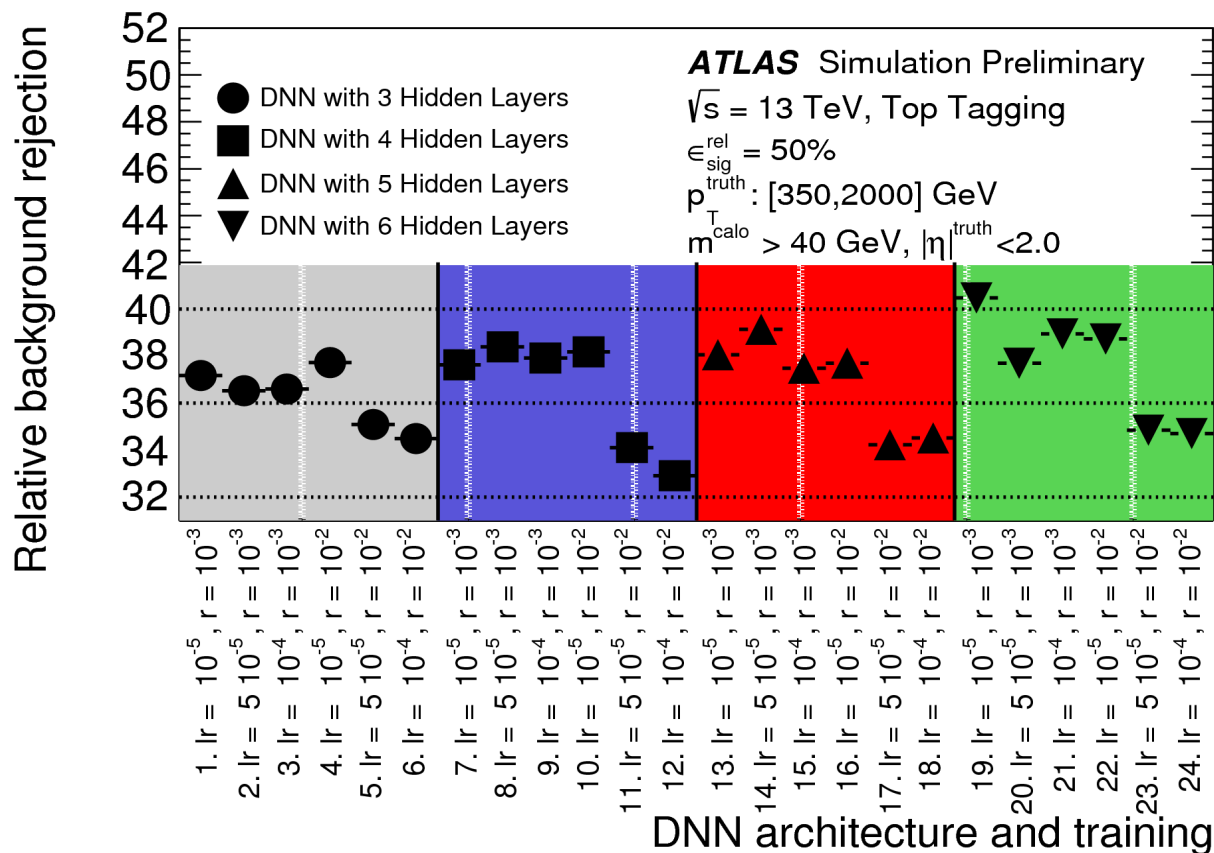 Relative background rejection
52
50
48
46
44
42
40
38
36
34
32
DNN with 3 Hidden Layers
DNN with 4 Hidden Layers
DNN with 5 Hidden Layers
DNN with 6 Hidden Layers
ATLAS Simulation Preliminary
√s = 13 TeV, Top Tagging
ϵ^rel_sig = 50%
p_T^truth : [350,2000] GeV
m^calo > 40 GeV, |η|^truth <2.0
1. lr = 10^-5, r = 10^-3
2. lr = 5 10^-5, r = 10^-3
3. lr = 10^-4, r = 10^-3
4. lr = 10^-5, r = 10^-2
5. lr = 5 10^-5, r = 10^-2
6. lr = 10^-4, r = 10^-2
7. lr = 10^-5, r = 10^-3
8. lr = 5 10^-5, r = 10^-3
9. lr = 10^-4, r = 10^-3
10. lr = 10^-5, r = 10^-2
11. lr = 5 10^-5, r = 10^-2
12. lr = 10^-4, r = 10^-2
13. lr = 10^-5, r = 10^-3
14. lr = 5 10^-5, r = 10^-3
15. lr = 10^-4, r = 10^-3
16. lr = 10^-5, r = 10^-2
17. lr = 5 10^-5, r = 10^-2
18. lr = 10^-4, r = 10^-2
19. lr = 10^-5, r = 10^-3
20. lr = 5 10^-5, r = 10^-3
21. lr = 10^-4, r = 10^-3
22. lr = 10^-5, r = 10^-2
23. lr = 5 10^-5, r = 10^-2
24. lr = 10^-4, r = 10^-2
DNN architecture and training